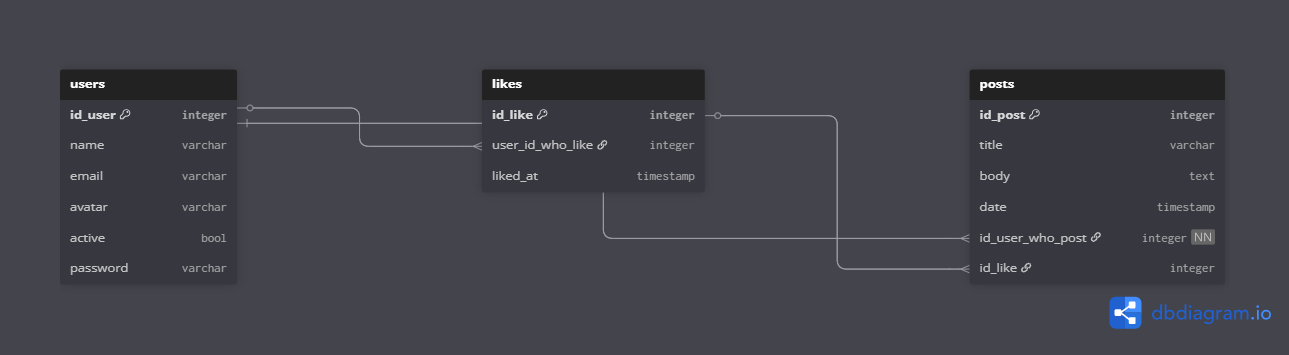 users
id_user integer
name varchar
email varchar
avatar varchar
active bool
password varchar
likes
id_like integer
user_id_who_like integer
liked_at timestamp
posts
id_post integer
title varchar
body text
date timestamp
id_user_who_post integer NN
id_like integer
dbdiagram.io